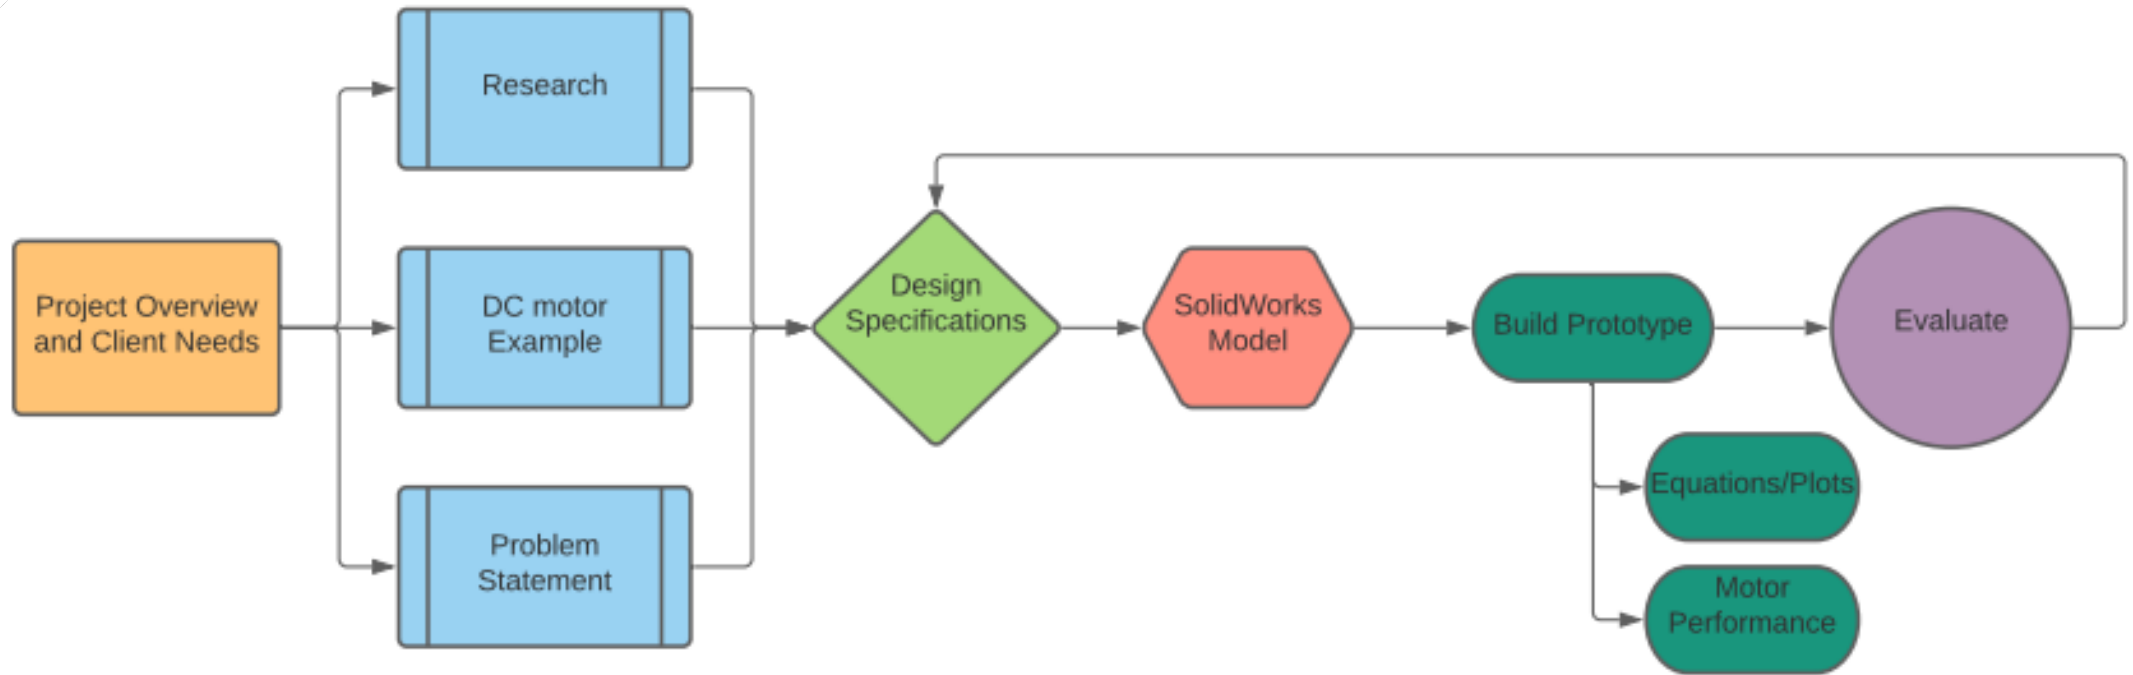 Research
Project Overview
and Client Needs
DC motor
Example
Problem
Statement
Design
Specifications
SolidWorks
Model
Build Prototype
Evaluate
Equations/Plots
Motor
Performance